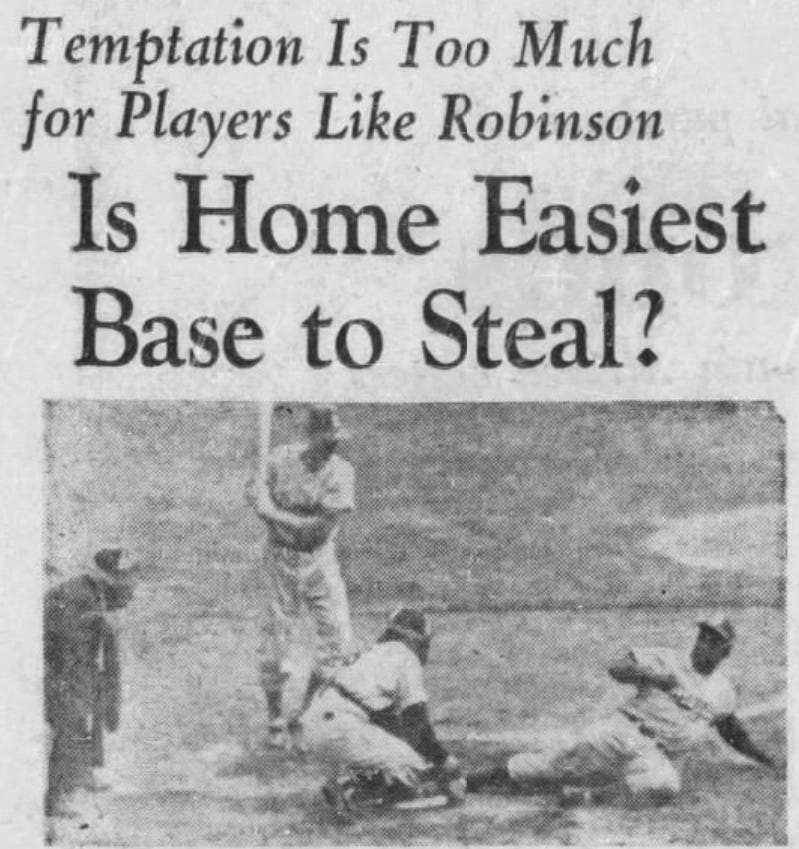 Temptation Is Too Much
for Players Like Robinson
Is Home Easiest
Base to Steal?